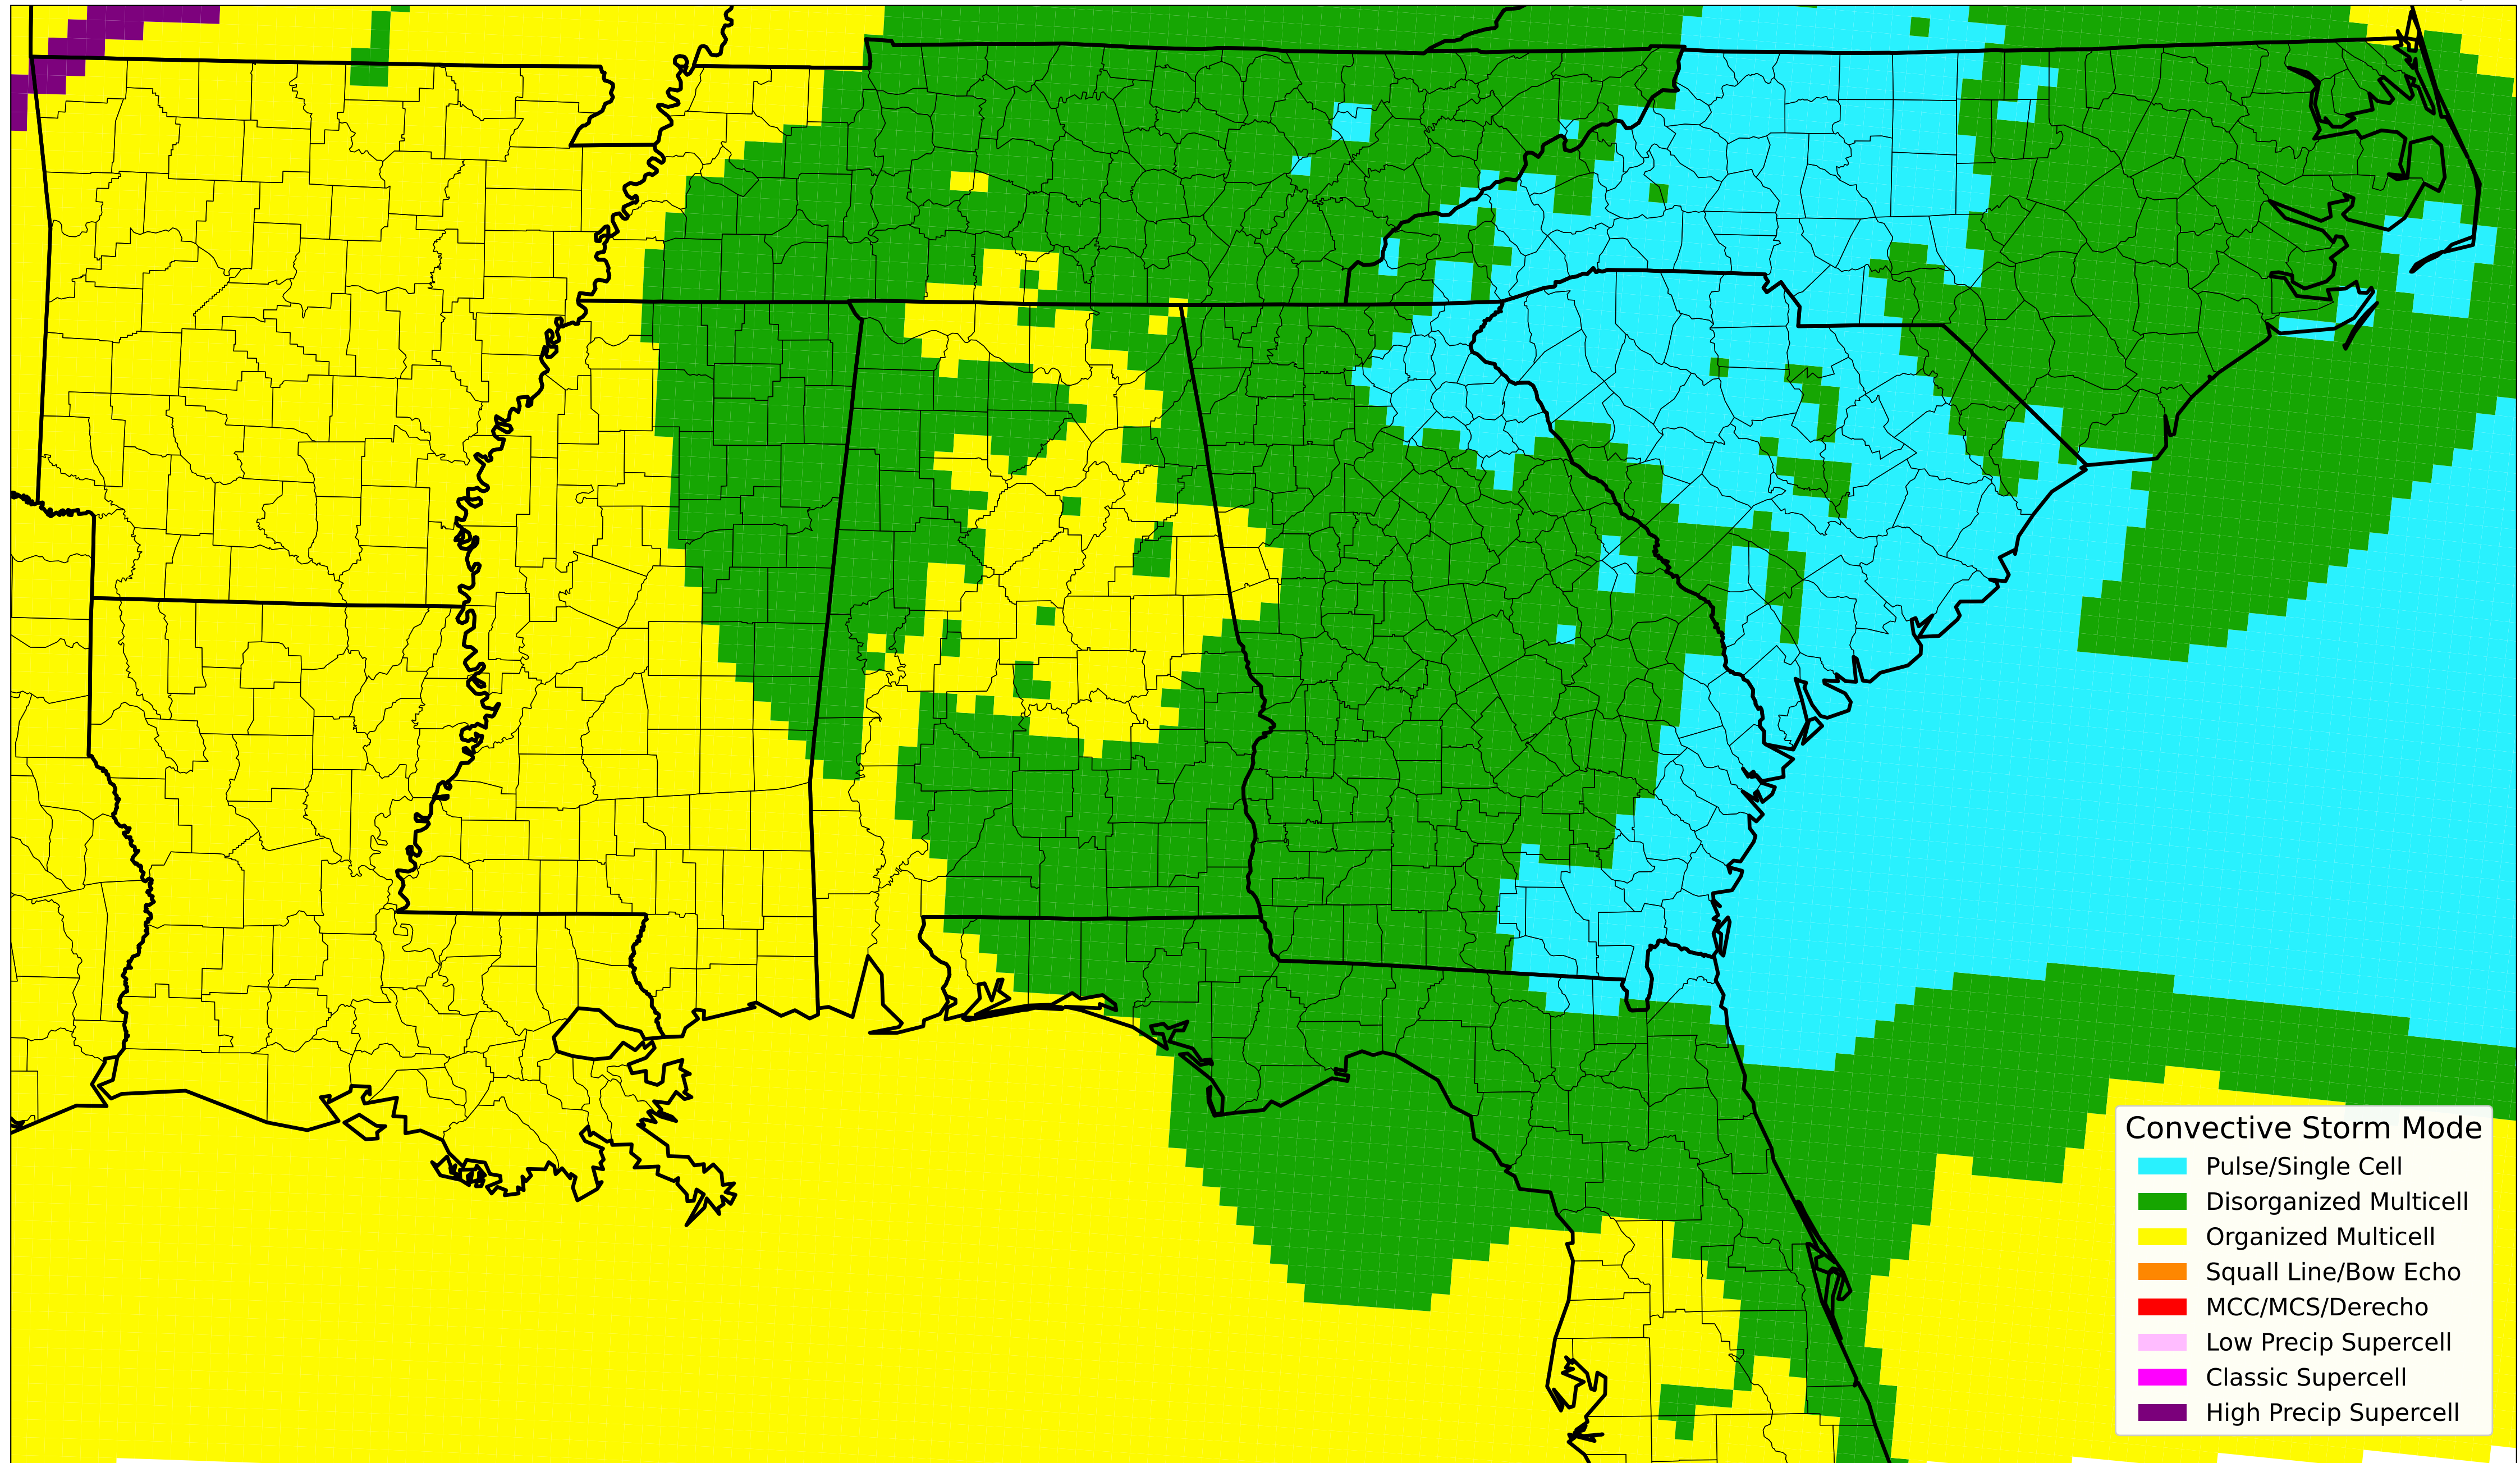 Convective Storm Mode
Pulse/Single Cell
Disorganized Multicell
Organized Multicell
Squall Line/Bow Echo
MCC/MCS/Derecho
Low Precip Supercell
Classic Supercell
High Precip Supercell